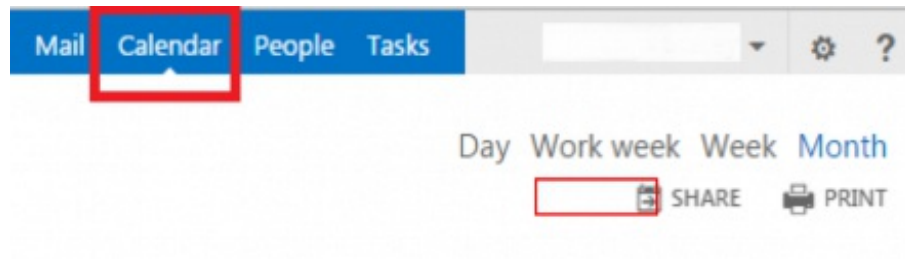 Mail Calendar People Tasks ?
Day Work week Week Month
SHARE PRINT